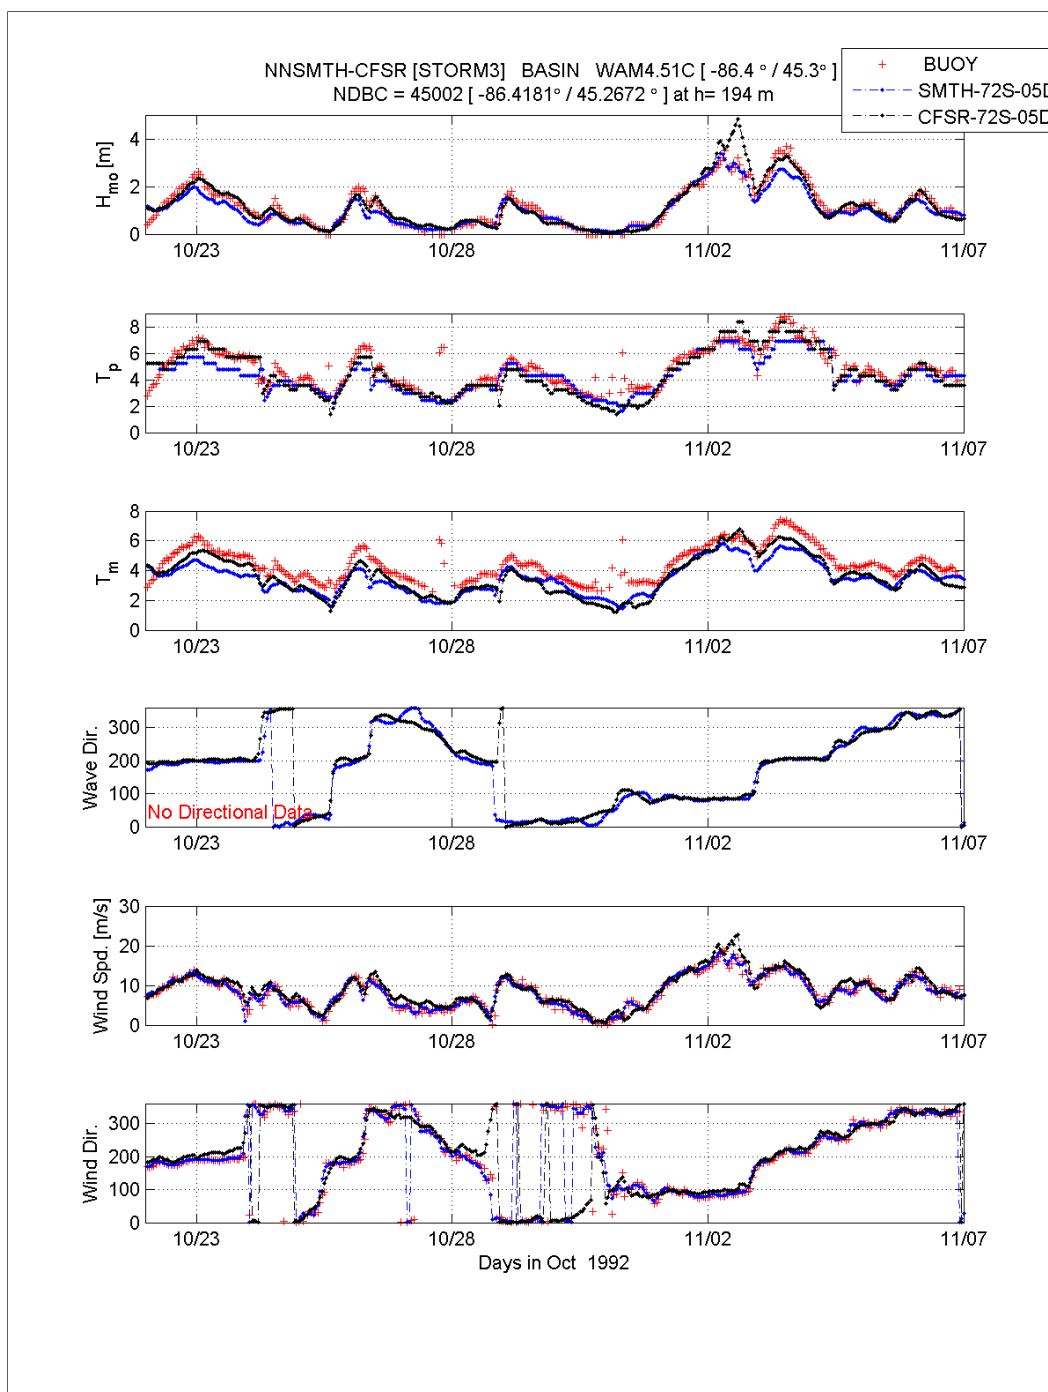 NNSMTH-CFSR [STORM3] BASIN WAM4.51C [ -86.4 ° / 45.3° ]
NDBC = 45002 [ -86.4181° / 45.2672 ° ] at h= 194 m
BUOY
SMTH-72S-05D
CFSR-72S-05D
H_mo [m]
4
2
0
10/23 10/28 11/02 11/07
T_p
8
6
4
2
0
10/23 10/28 11/02 11/07
T_m
8
6
4
2
0
10/23 10/28 11/02 11/07
Wave Dir.
300
200
100
0
No Directional Data
10/23 10/28 11/02 11/07
Wind Spd. [m/s]
30
20
10
0
10/23 10/28 11/02 11/07
Wind Dir.
300
200
100
0
10/23 10/28 11/02 11/07
Days in Oct 1992